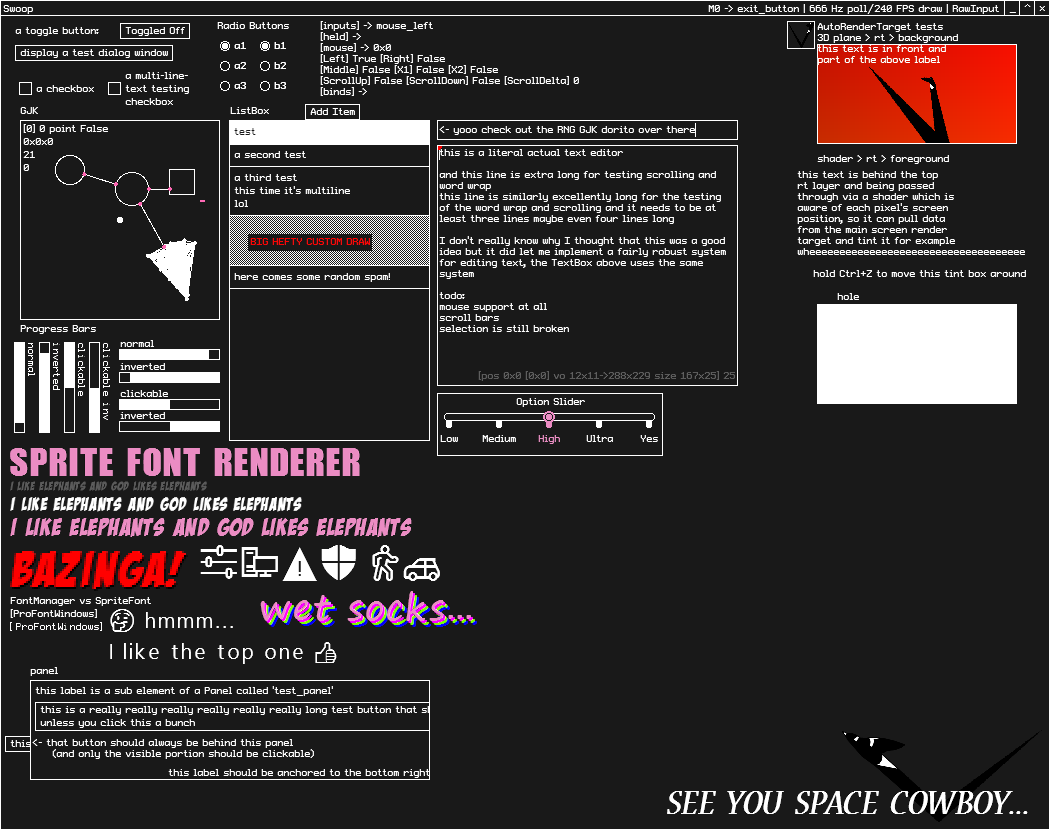 Swoop
M0 -> exit_button | 666 Hz poll/240 FPS draw | RawInput
_ ^ ×
a toggle button:
Toggled Off
display a test dialog window
a checkbox
a multi-line-
text testing
checkbox
Radio Buttons
a1 b1
a2 b2
a3 b3
[inputs] -> mouse_left
[held] ->
[mouse] -> 0x0
[Left] True [Right] False
[Middle] False [X1] False [X2] False
[ScrollUp] False [ScrollDown] False [ScrollDelta] 0
[binds] ->
AutoRenderTarget tests
3D plane > rt > background
this text is in front and
part of the above label
GJK
[0] 0 point False
0x0x0
21
0
ListBox
Add Item
test
a second test
a third test
this time it's multiline
lol
BIG HEFTY CUSTOM DRAW
here comes some random spam!
<- yooo check out the RNG GJK dorito over there
this is a literal actual text editor
and this line is extra long for testing scrolling and
word wrap
this line is similarly excellently long for the testing
of the word wrap and scrolling and it needs to be at
least three lines maybe even four lines long
I don't really know why I thought that this was a good
idea but it did let me implement a fairly robust system
for editing text, the TextBox above uses the same
system
todo:
mouse support at all
scroll bars
selection is still broken
[pos 0x0 [0x0] vo 12x11->288x229 size 167x25] 25
shader > rt > foreground
this text is behind the top
rt layer and being passed
through via a shader which is
aware of each pixel's screen
position, so it can pull data
from the main screen render
target and tint it for example
wheeeeeeeeeeeeeeeeeeeeeeeeeeeeeeeee
hold Ctrl+Z to move this tint box around
hole
Progress Bars
normal
inverted
clickable
clickable inv
normal
inverted
clickable
inverted
Option Slider
Low Medium High Ultra Yes
SPRITE FONT RENDERER
I LIKE ELEPHANTS AND GOD LIKES ELEPHANTS
I LIKE ELEPHANTS AND GOD LIKES ELEPHANTS
I LIKE ELEPHANTS AND GOD LIKES ELEPHANTS
BAZINGA!
FontManager vs SpriteFont
[ProFontWindows]
[ProFontWindows]
hmmm...
wet socks...
I like the top one
panel
this label is a sub element of a Panel called 'test_panel'
this is a really really really really really really long test button that sh
unless you click this a bunch
this
<- that button should always be behind this panel
(and only the visible portion should be clickable)
this label should be anchored to the bottom right
SEE YOU SPACE COWBOY...